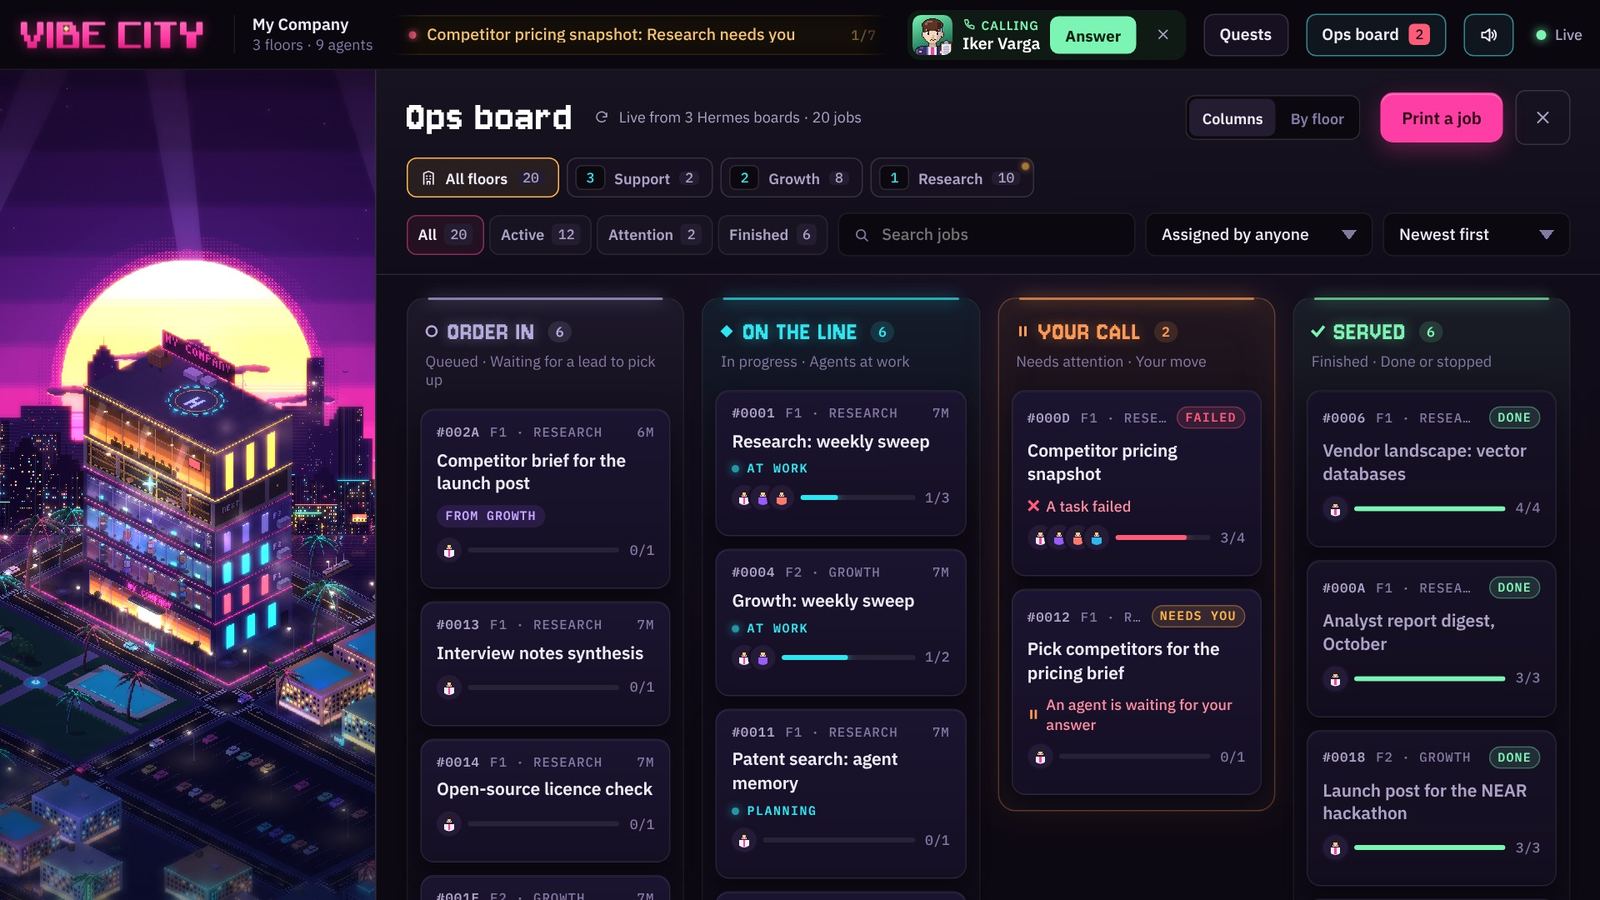 VIBE CITY
My Company
3 floors · 9 agents
Competitor pricing snapshot: Research needs you
1/7
CALLING
Iker Varga
Answer
Quests
Ops board 2
Live
Ops board
Live from 3 Hermes boards · 20 jobs
Columns
By floor
Print a job
All floors 20
3 Support 2
2 Growth 8
1 Research 10
All 20
Active 12
Attention 2
Finished 6
Search jobs
Assigned by anyone
Newest first
ORDER IN 6
Queued · Waiting for a lead to pick
up
#002A F1 · RESEARCH 6M
Competitor brief for the
launch post
FROM GROWTH
0/1
#0013 F1 · RESEARCH 7M
Interview notes synthesis
0/1
#0014 F1 · RESEARCH 7M
Open-source licence check
0/1
#001F F2 · GROWTH 7M
ON THE LINE 6
In progress · Agents at work
#0001 F1 · RESEARCH 7M
Research: weekly sweep
AT WORK
1/3
#0004 F2 · GROWTH 7M
Growth: weekly sweep
AT WORK
1/2
#0011 F1 · RESEARCH 7M
Patent search: agent
memory
PLANNING
0/1
YOUR CALL 2
Needs attention · Your move
#000D F1 · RESE… FAILED
Competitor pricing
snapshot
A task failed
3/4
#0012 F1 · R… NEEDS YOU
Pick competitors for the
pricing brief
An agent is waiting for your
answer
0/1
SERVED 6
Finished · Done or stopped
#0006 F1 · RESEA… DONE
Vendor landscape: vector
databases
4/4
#000A F1 · RESEA… DONE
Analyst report digest,
October
3/3
#0018 F2 · GROWTH DONE
Launch post for the NEAR
hackathon
3/3
MY COMPANY
H
MY COMPANY